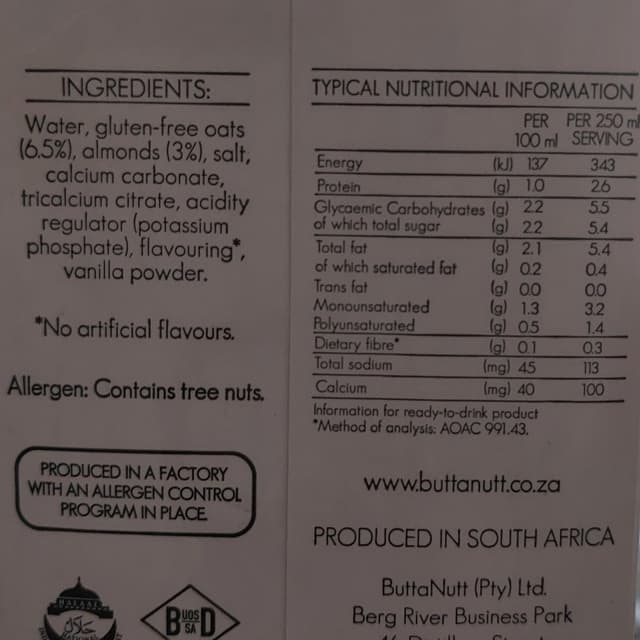 INGREDIENTS:
Water, gluten-free oats
(6.5%), almonds (3%), salt,
calcium carbonate,
tricalcium citrate, acidity
regulator (potassium
phosphate), flavouring*,
vanilla powder.
*No artificial flavours.
Allergen: Contains tree nuts.
PRODUCED IN A FACTORY
WITH AN ALLERGEN CONTROL
PROGRAM IN PLACE.
BUOSD
SA
TYPICAL NUTRITIONAL INFORMATION
PER PER 250 ml
100 ml SERVING
Energy (kJ) 137 343
Protein (g) 1.0 2.6
Glycaemic Carbohydrates (g) 2.2 5.5
of which total sugar (g) 2.2 5.4
Total fat (g) 2.1 5.4
of which saturated fat (g) 0.2 0.4
Trans fat (g) 0.0 0.0
Monounsaturated (g) 1.3 3.2
Polyunsaturated (g) 0.5 1.4
Dietary fibre* (g) 0.1 0.3
Total sodium (mg) 45 113
Calcium (mg) 40 100
Information for ready-to-drink product
*Method of analysis: AOAC 991.43.
www.buttanutt.co.za
PRODUCED IN SOUTH AFRICA
ButtaNutt (Pty) Ltd.
Berg River Business Park